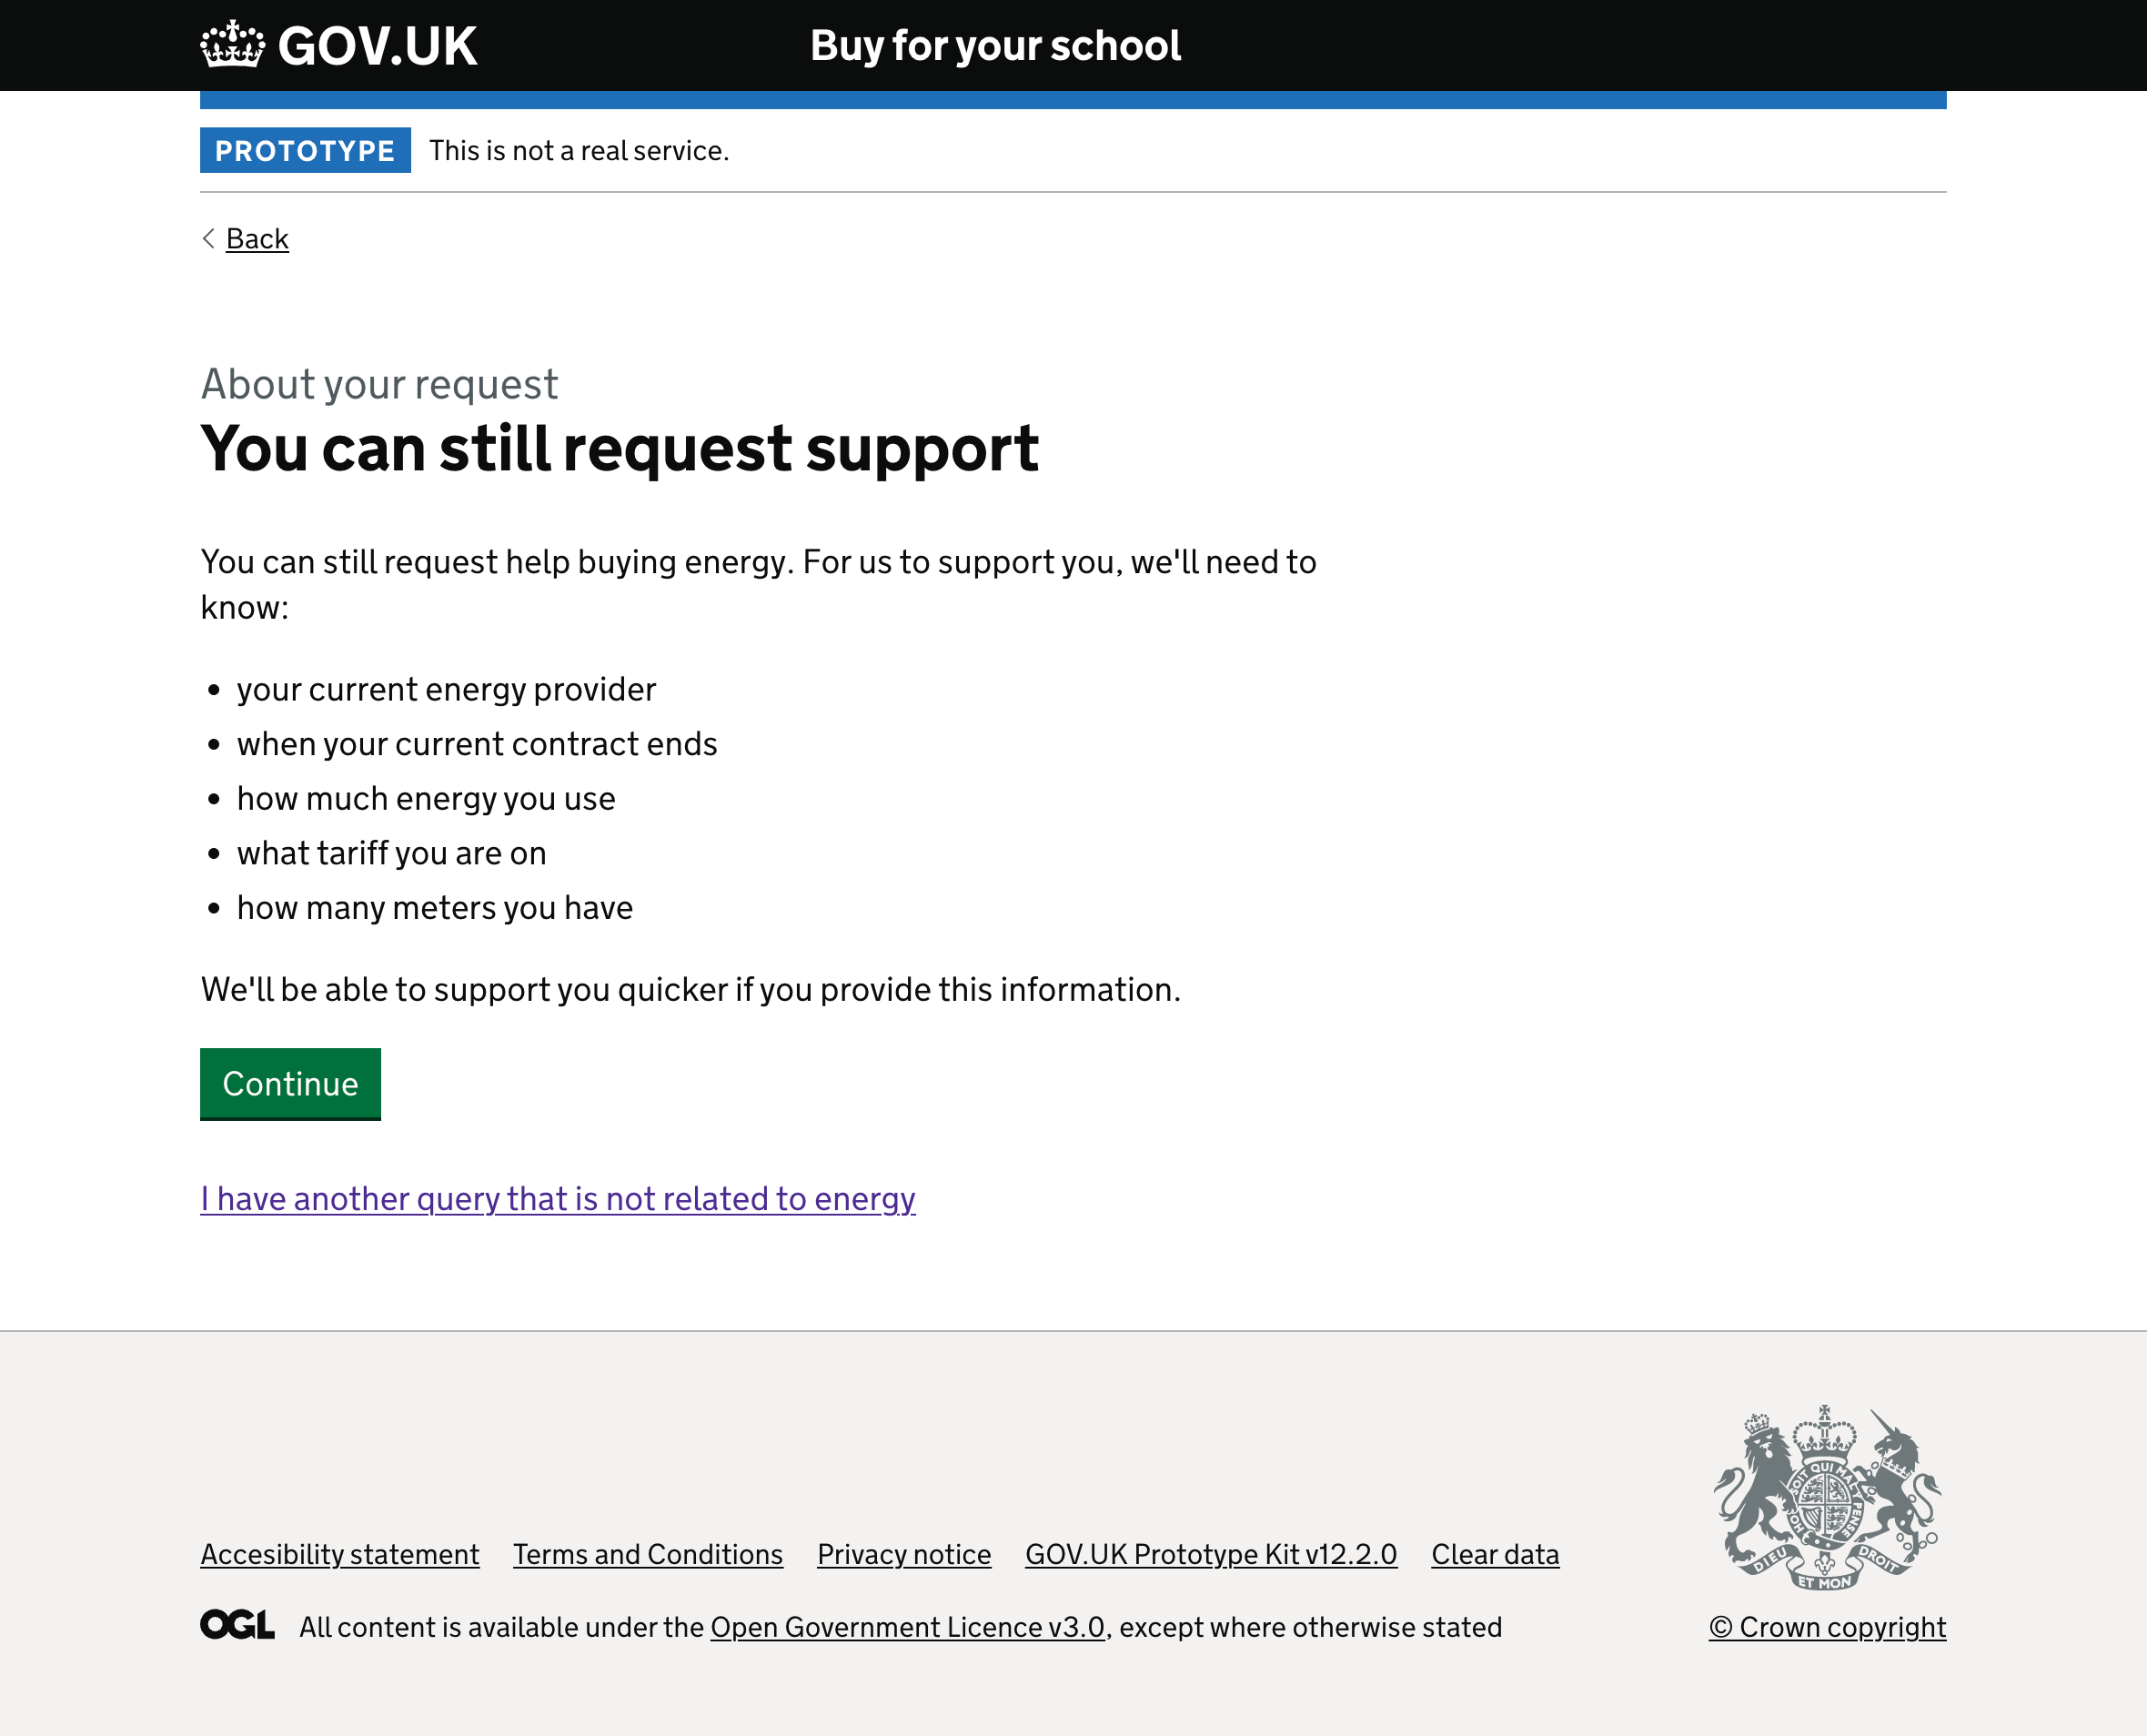 GOV.UK
Buy for your school
PROTOTYPE This is not a real service.
Back
About your request
You can still request support
You can still request help buying energy. For us to support you, we'll need to
know:
• your current energy provider
• when your current contract ends
• how much energy you use
• what tariff you are on
• how many meters you have
We'll be able to support you quicker if you provide this information.
Continue
I have another query that is not related to energy
Accesibility statement Terms and Conditions Privacy notice GOV.UK Prototype Kit v12.2.0 Clear data
OGL All content is available under the Open Government Licence v3.0, except where otherwise stated
DIEU ET MON DROIT
© Crown copyright